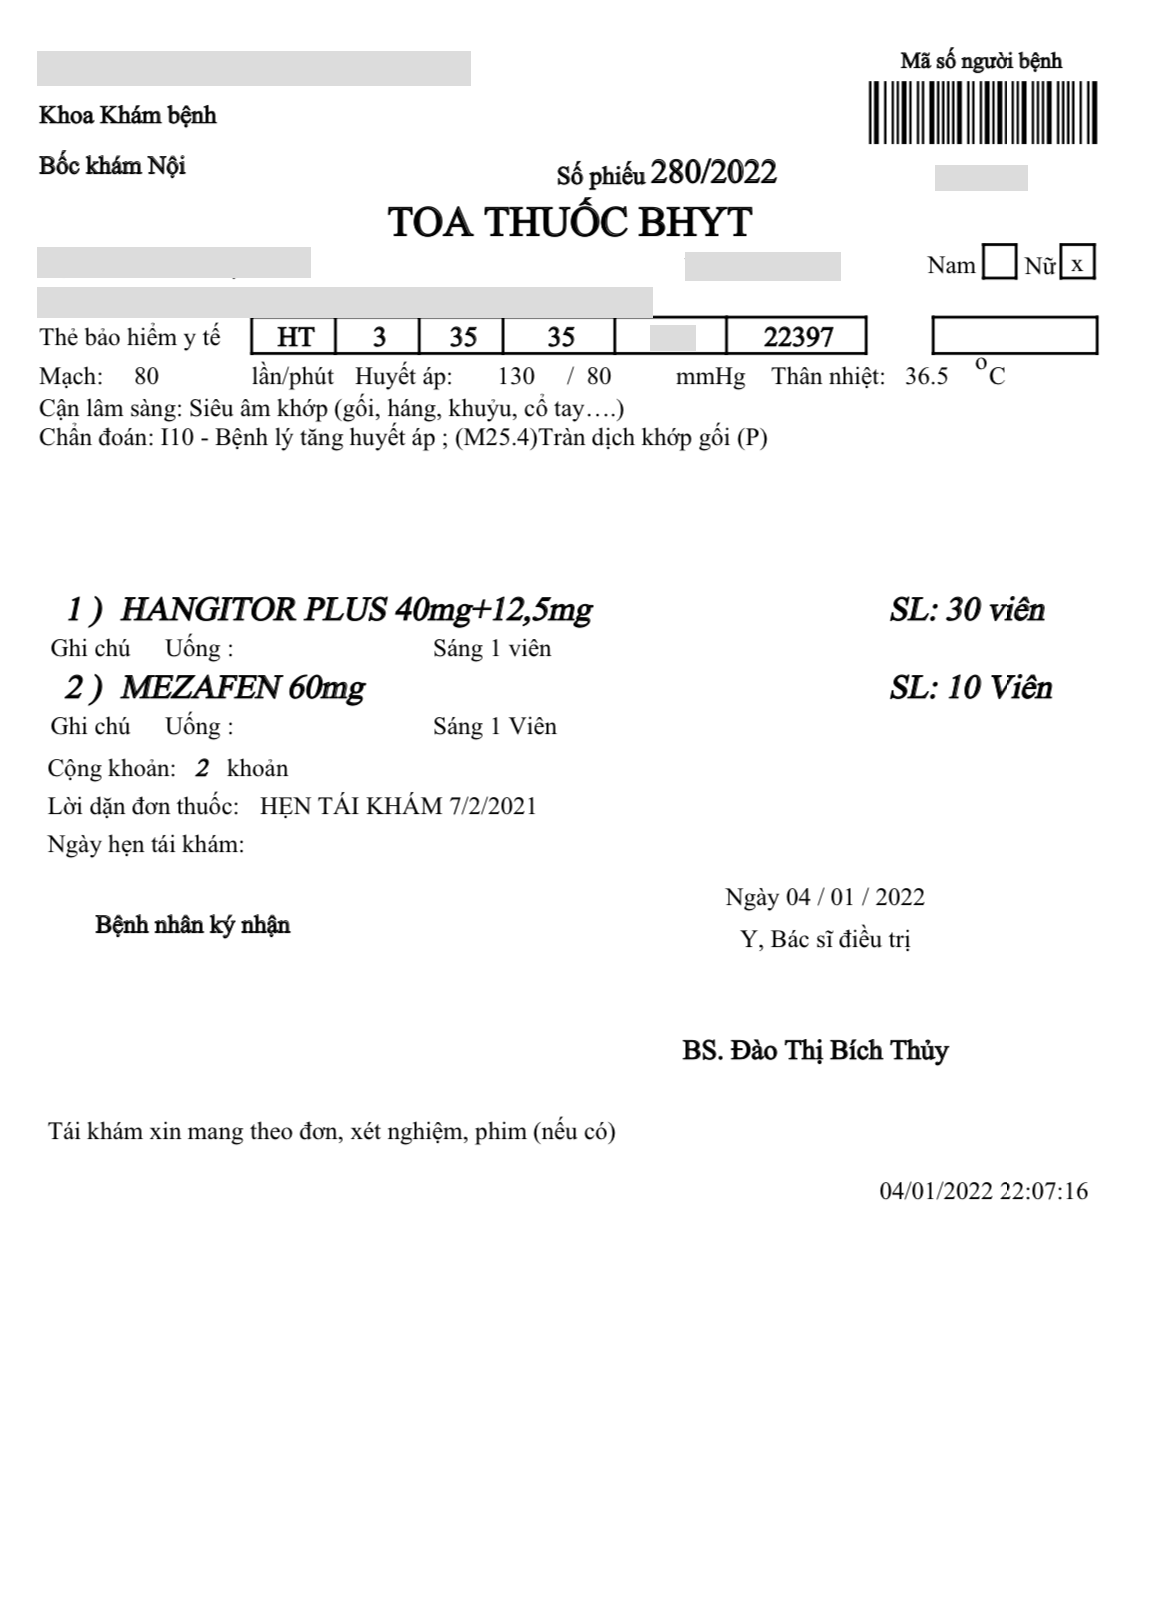 Mã số người bệnh
Khoa Khám bệnh
Bốc khám Nội
Số phiếu 280/2022
TOA THUỐC BHYT
Nam Nữ x
Thẻ bảo hiểm y tế HT 3 35 35 22397
Mạch: 80 lần/phút Huyết áp: 130 / 80 mmHg Thân nhiệt: 36.5 °C
Cận lâm sàng: Siêu âm khớp (gối, háng, khuỷu, cổ tay….)
Chẩn đoán: I10 - Bệnh lý tăng huyết áp ; (M25.4)Tràn dịch khớp gối (P)
1 ) HANGITOR PLUS 40mg+12,5mg SL: 30 viên
Ghi chú Uống : Sáng 1 viên
2 ) MEZAFEN 60mg SL: 10 Viên
Ghi chú Uống : Sáng 1 Viên
Cộng khoản: 2 khoản
Lời dặn đơn thuốc: HẸN TÁI KHÁM 7/2/2021
Ngày hẹn tái khám:
Ngày 04 / 01 / 2022
Bệnh nhân ký nhận
Y, Bác sĩ điều trị
BS. Đào Thị Bích Thủy
Tái khám xin mang theo đơn, xét nghiệm, phim (nếu có)
04/01/2022 22:07:16